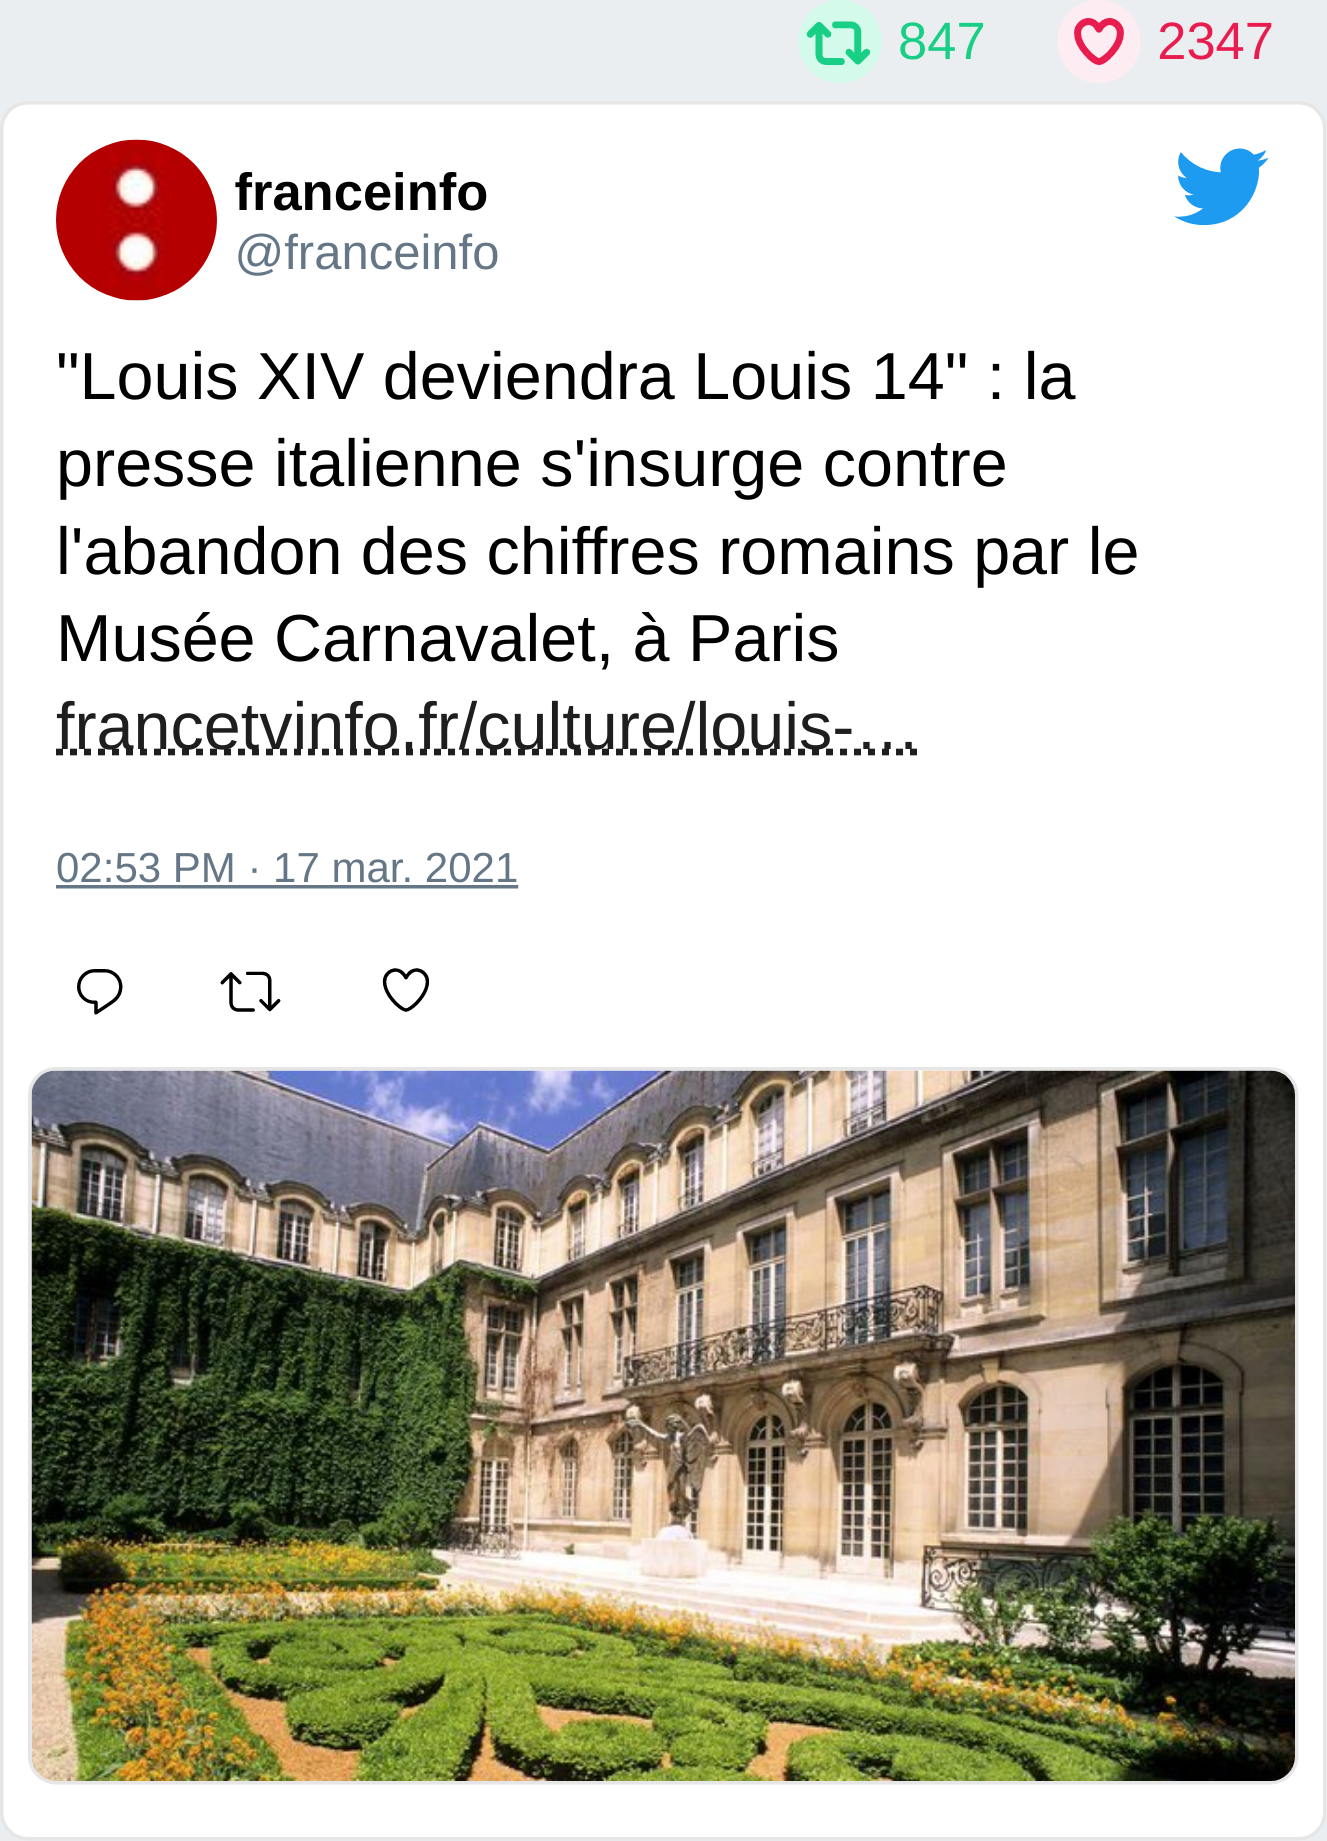 847 2347
franceinfo
@franceinfo
"Louis XIV deviendra Louis 14" : la
presse italienne s'insurge contre
l'abandon des chiffres romains par le
Musée Carnavalet, à Paris
francetvinfo.fr/culture/louis-…
02:53 PM · 17 mar. 2021